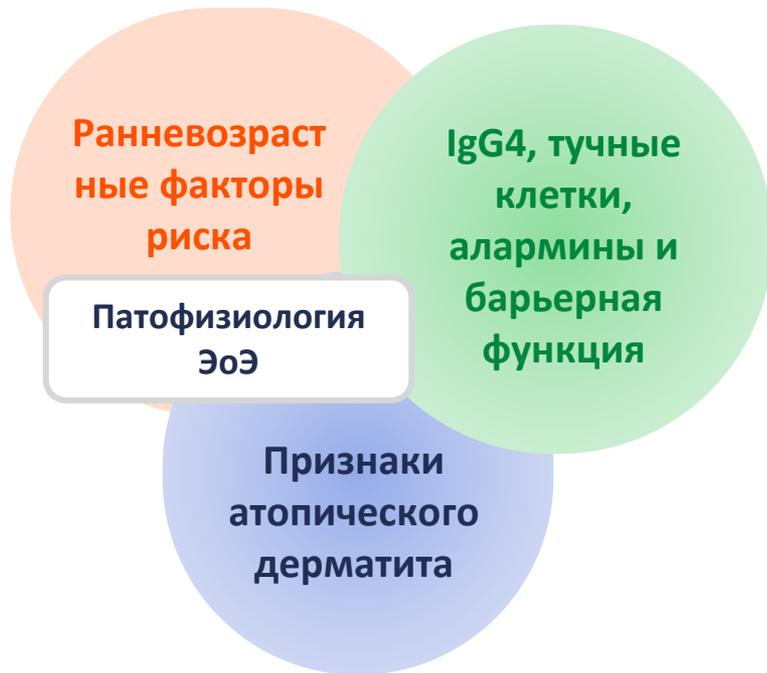 Ранневозраст
ные факторы
риска
IgG4, тучные
клетки,
алармины и
барьерная
функция
Патофизиология
ЭоЭ
Признаки
атопического
дерматита